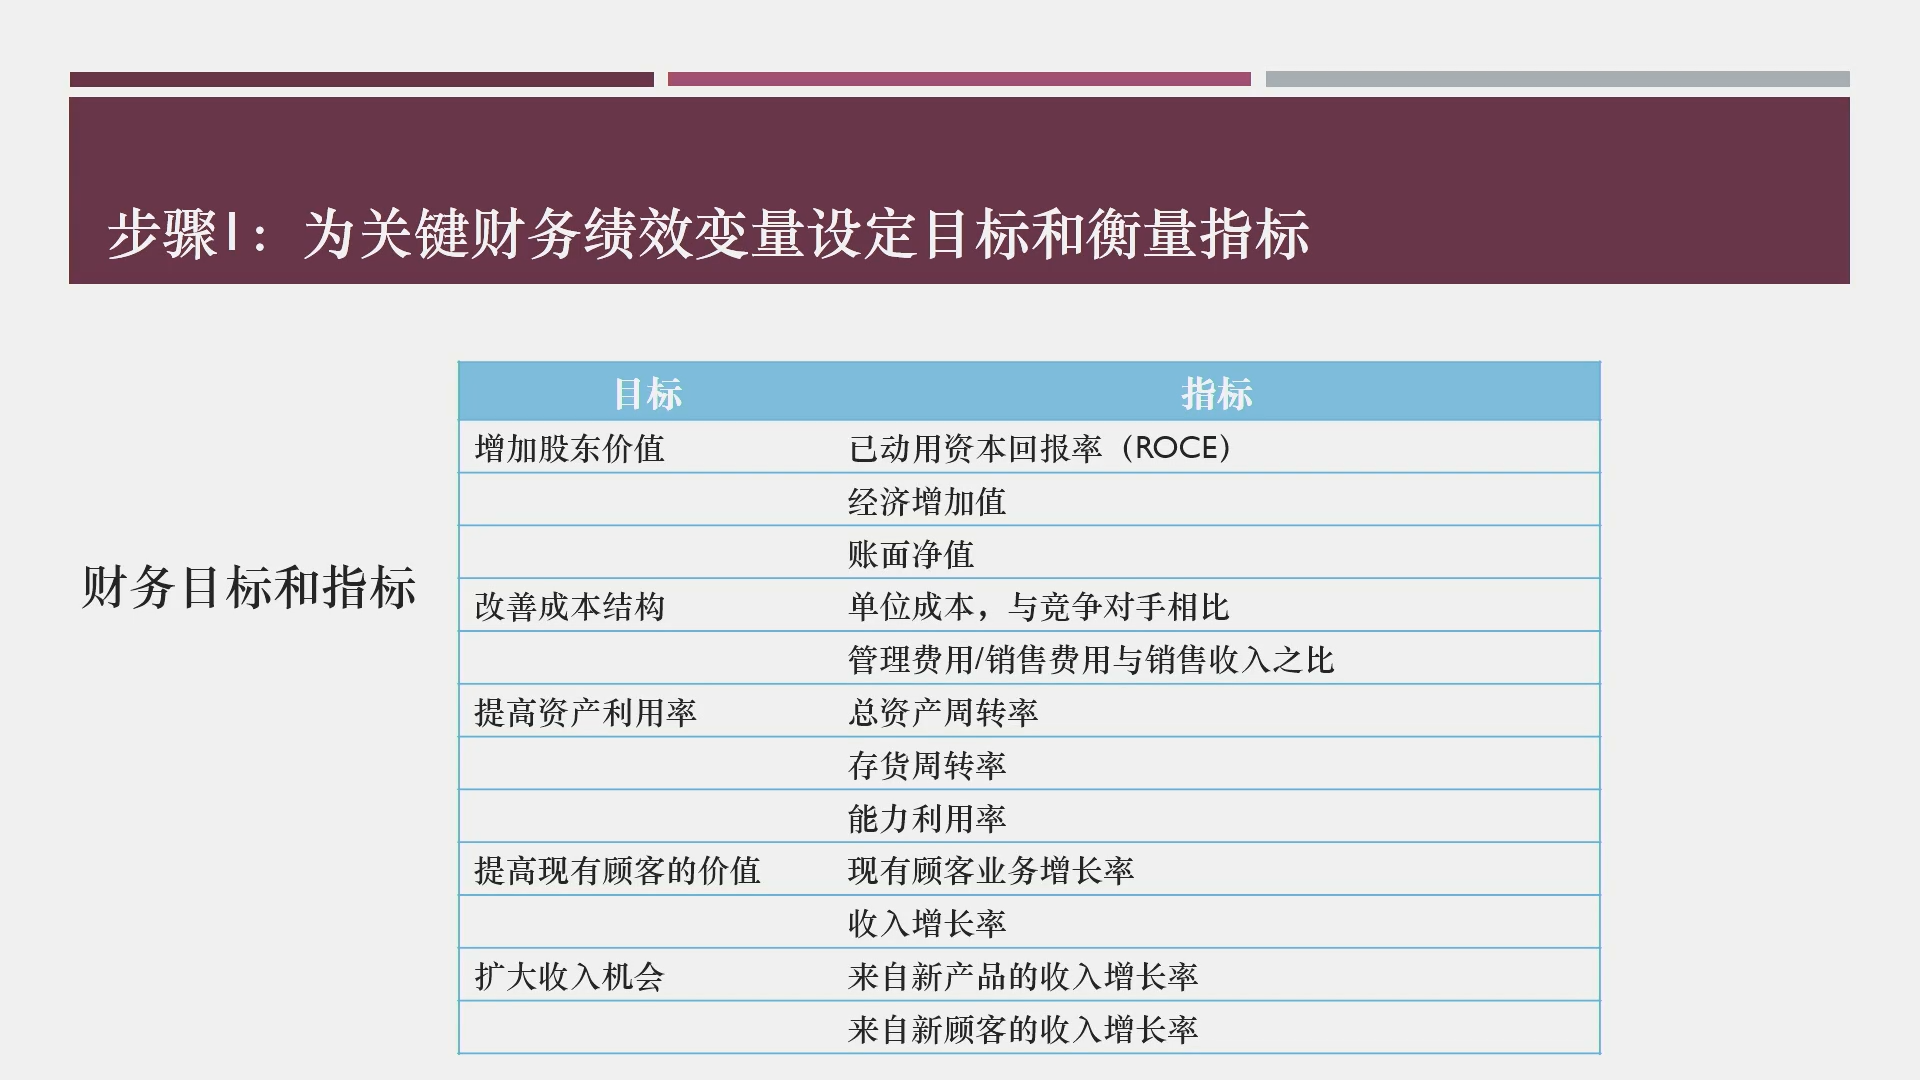 步骤1：为关键财务绩效变量设定目标和衡量指标
财务目标和指标
目标 指标
增加股东价值 已动用资本回报率（ROCE）
经济增加值
账面净值
改善成本结构 单位成本，与竞争对手相比
管理费用/销售费用与销售收入之比
提高资产利用率 总资产周转率
存货周转率
能力利用率
提高现有顾客的价值 现有顾客业务增长率
收入增长率
扩大收入机会 来自新产品的收入增长率
来自新顾客的收入增长率